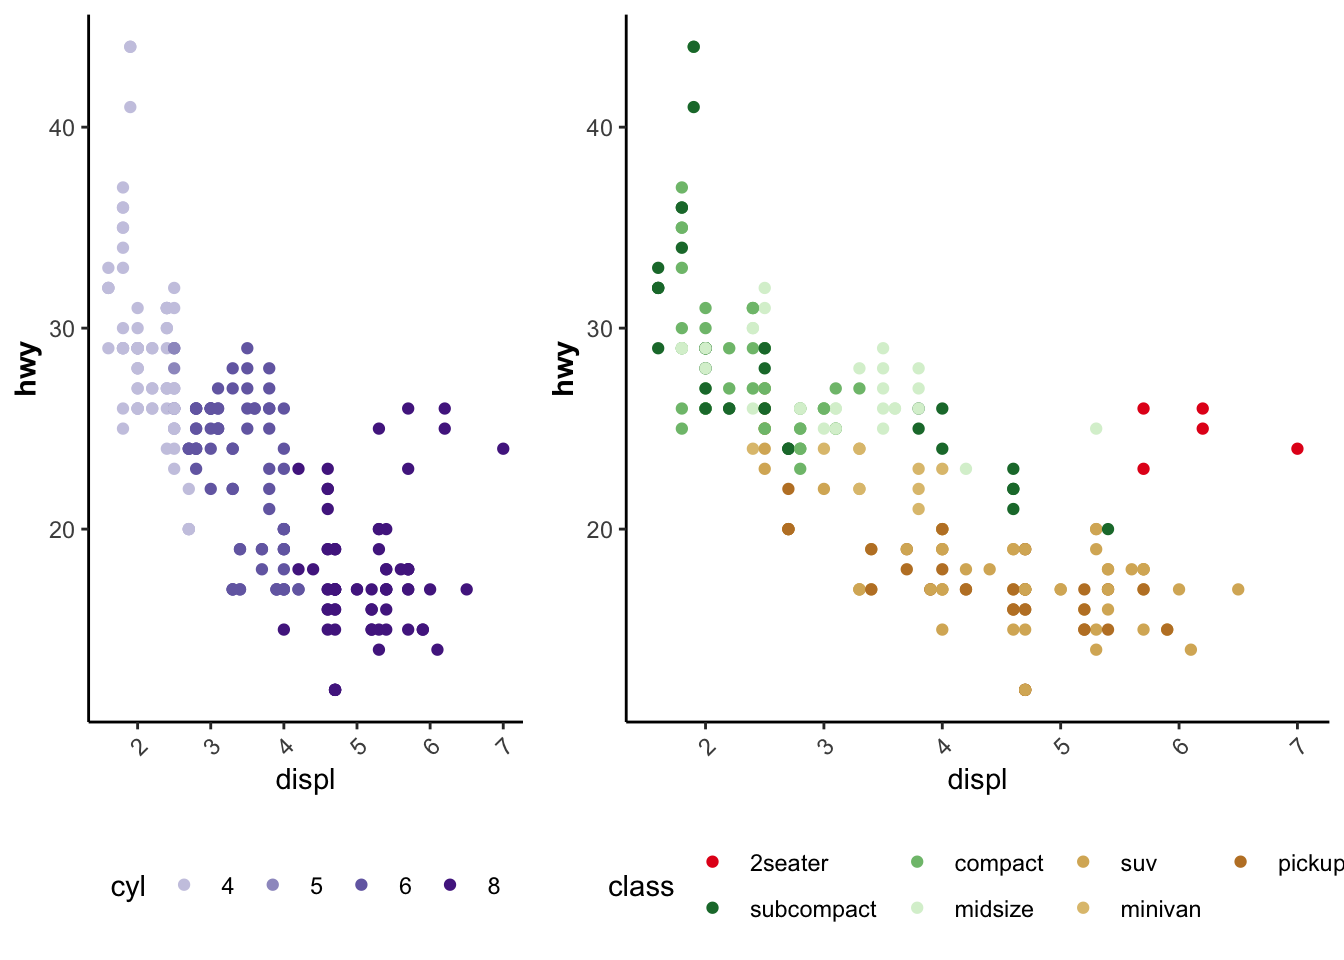 hwy
40
30
20
2 3 4 5 6 7
displ
cyl 4 5 6 8
hwy
40
30
20
2 3 4 5 6 7
displ
class
2seater compact suv pickup
subcompact midsize minivan